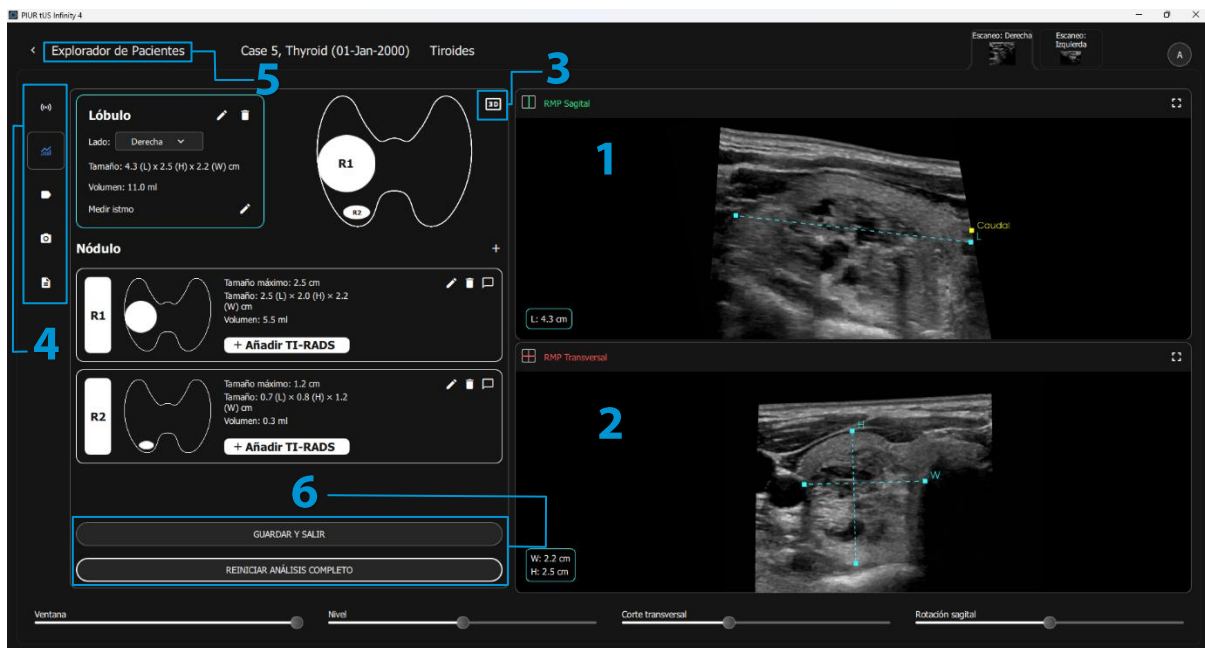 PIUR tUS Infinity 4
Explorador de Pacientes
Case 5, Thyroid (01-Jan-2000)
Tiroides
Escaneo: Derecha
Escaneo:
Izquierda
A
5
3
4
6
1
2
Lóbulo
Lado:
Derecha
Tamaño: 4.3 (L) x 2.5 (H) x 2.2 (W) cm
Volumen: 11.0 ml
Medir istmo
R1
R2
3D
Nódulo
+
R1
Tamaño máximo: 2.5 cm
Tamaño: 2.5 (L) × 2.0 (H) × 2.2
(W) cm
Volumen: 5.5 ml
+ Añadir TI-RADS
R2
Tamaño máximo: 1.2 cm
Tamaño: 0.7 (L) × 0.8 (H) × 1.2
(W) cm
Volumen: 0.3 ml
+ Añadir TI-RADS
GUARDAR Y SALIR
REINICIAR ANÁLISIS COMPLETO
RMP Sagital
Caudal
L
L: 4.3 cm
RMP Transversal
H
W
W: 2.2 cm
H: 2.5 cm
Ventana
Nivel
Corte transversal
Rotación sagital